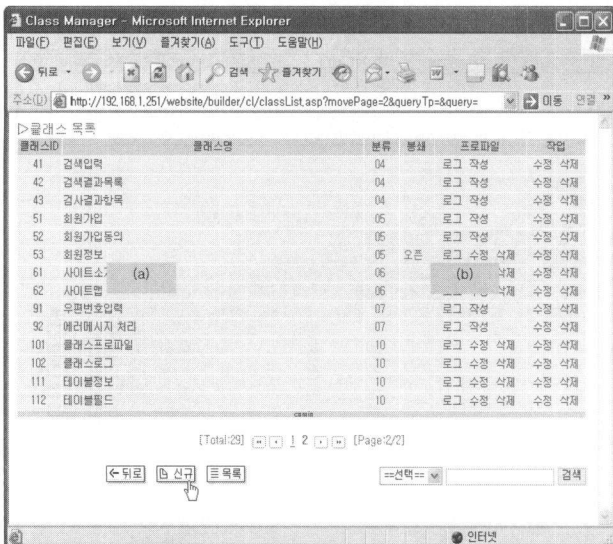 Class Manager - Microsoft Internet Explorer
파일(F) 편집(E) 보기(V) 즐겨찾기(A) 도구(T) 도움말(H)
뒤로 검색 즐겨찾기
주소(D) http://192.168.1.251/website/builder/cl/classList.asp?movePage=2&queryTp=&query= 이동 연결 »
▷클래스 목록
클래스ID 클래스명 분류 봉쇄 프로파일 작업
41 검색입력 04 로그 작성 수정 삭제
42 검색결과목록 04 로그 작성 수정 삭제
43 검사결과항목 04 로그 작성 수정 삭제
51 회원가입 05 로그 작성 수정 삭제
52 회원가입동의 05 로그 작성 수정 삭제
53 회원정보 05 오픈 로그 수정 삭제 수정 삭제
61 사이트소 (a) 06 (b) 삭제 수정 삭제
62 사이트맵 06 삭제 수정 삭제
91 우편번호입력 07 로그 작성 수정 삭제
92 에러메시지 처리 07 로그 작성 수정 삭제
101 클래스프로파일 10 로그 수정 삭제 수정 삭제
102 클래스로그 10 로그 수정 삭제 수정 삭제
111 테이블정보 10 로그 수정 삭제 수정 삭제
112 테이블필드 10 로그 수정 삭제 수정 삭제
[Total:29] 1 2 [Page:2/2]
←뒤로 신규 목록 ==선택== 검색
인터넷